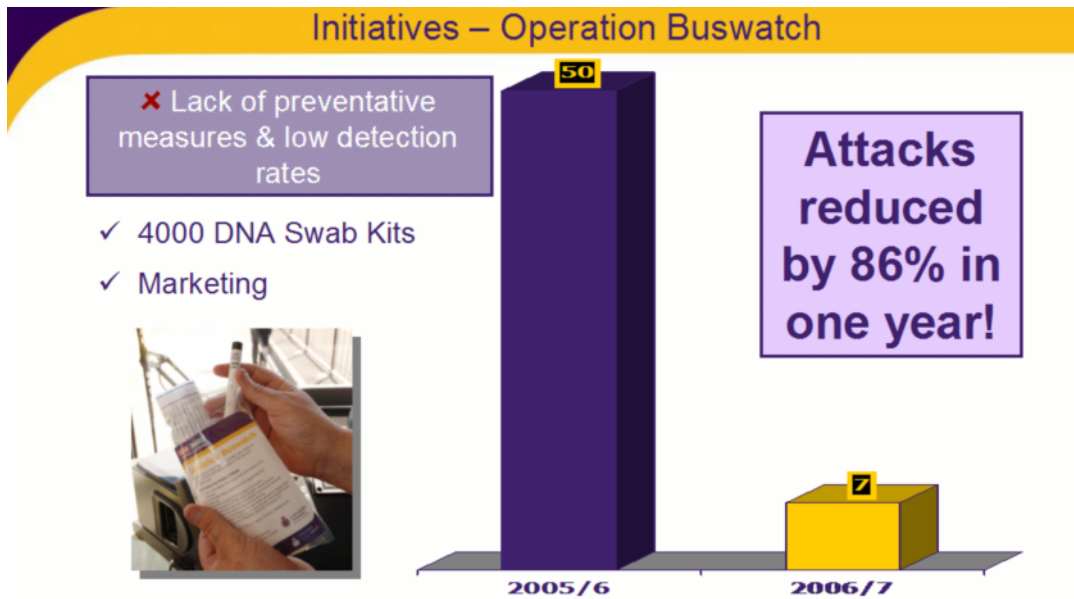 Initiatives – Operation Buswatch
✗ Lack of preventative
measures & low detection
rates
✓ 4000 DNA Swab Kits
✓ Marketing
50
Attacks
reduced
by 86% in
one year!
7
2005/6
2006/7